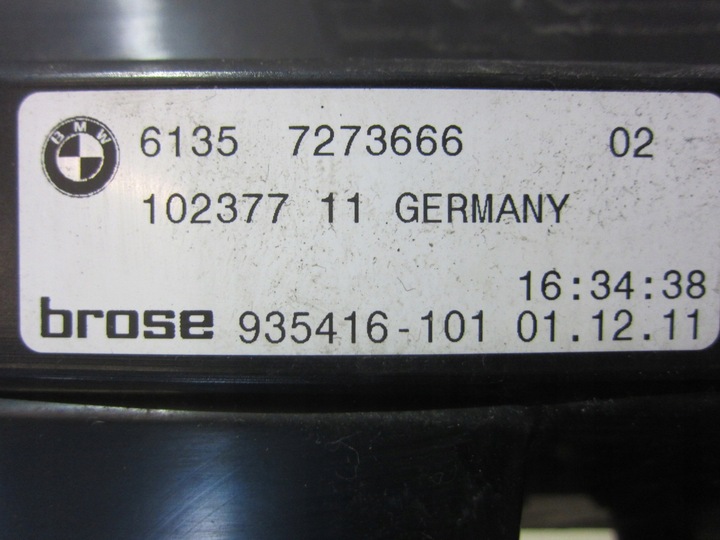 BMW 6135 7273666 02
102377 11 GERMANY
16:34:38
brose 935416-101 01.12.11